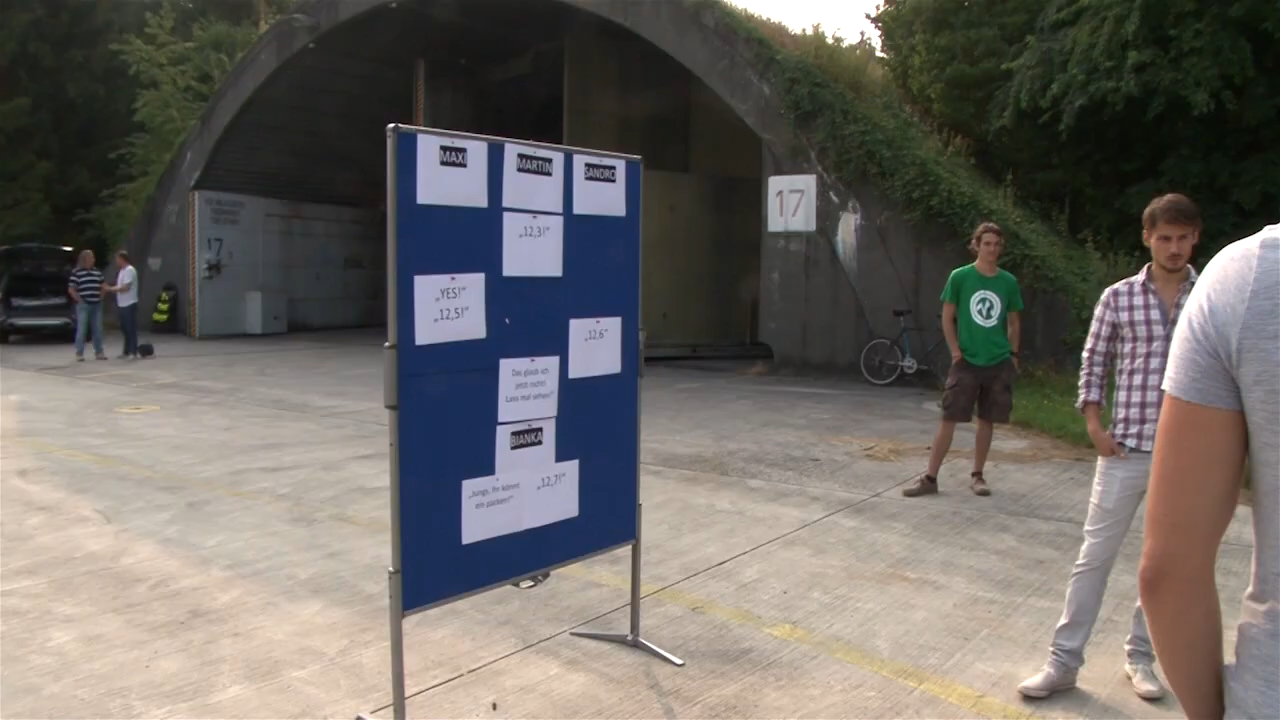 MAXI
MARTIN
SANDRO
„12,3!"
„YES!"
„12,5!"
„12,6"
Das glaub ich
jetzt nicht!
Lass mal sehen!"
BIANKA
„Jungs, ihr könnt
ein packen!"
„12,7!"
17
17